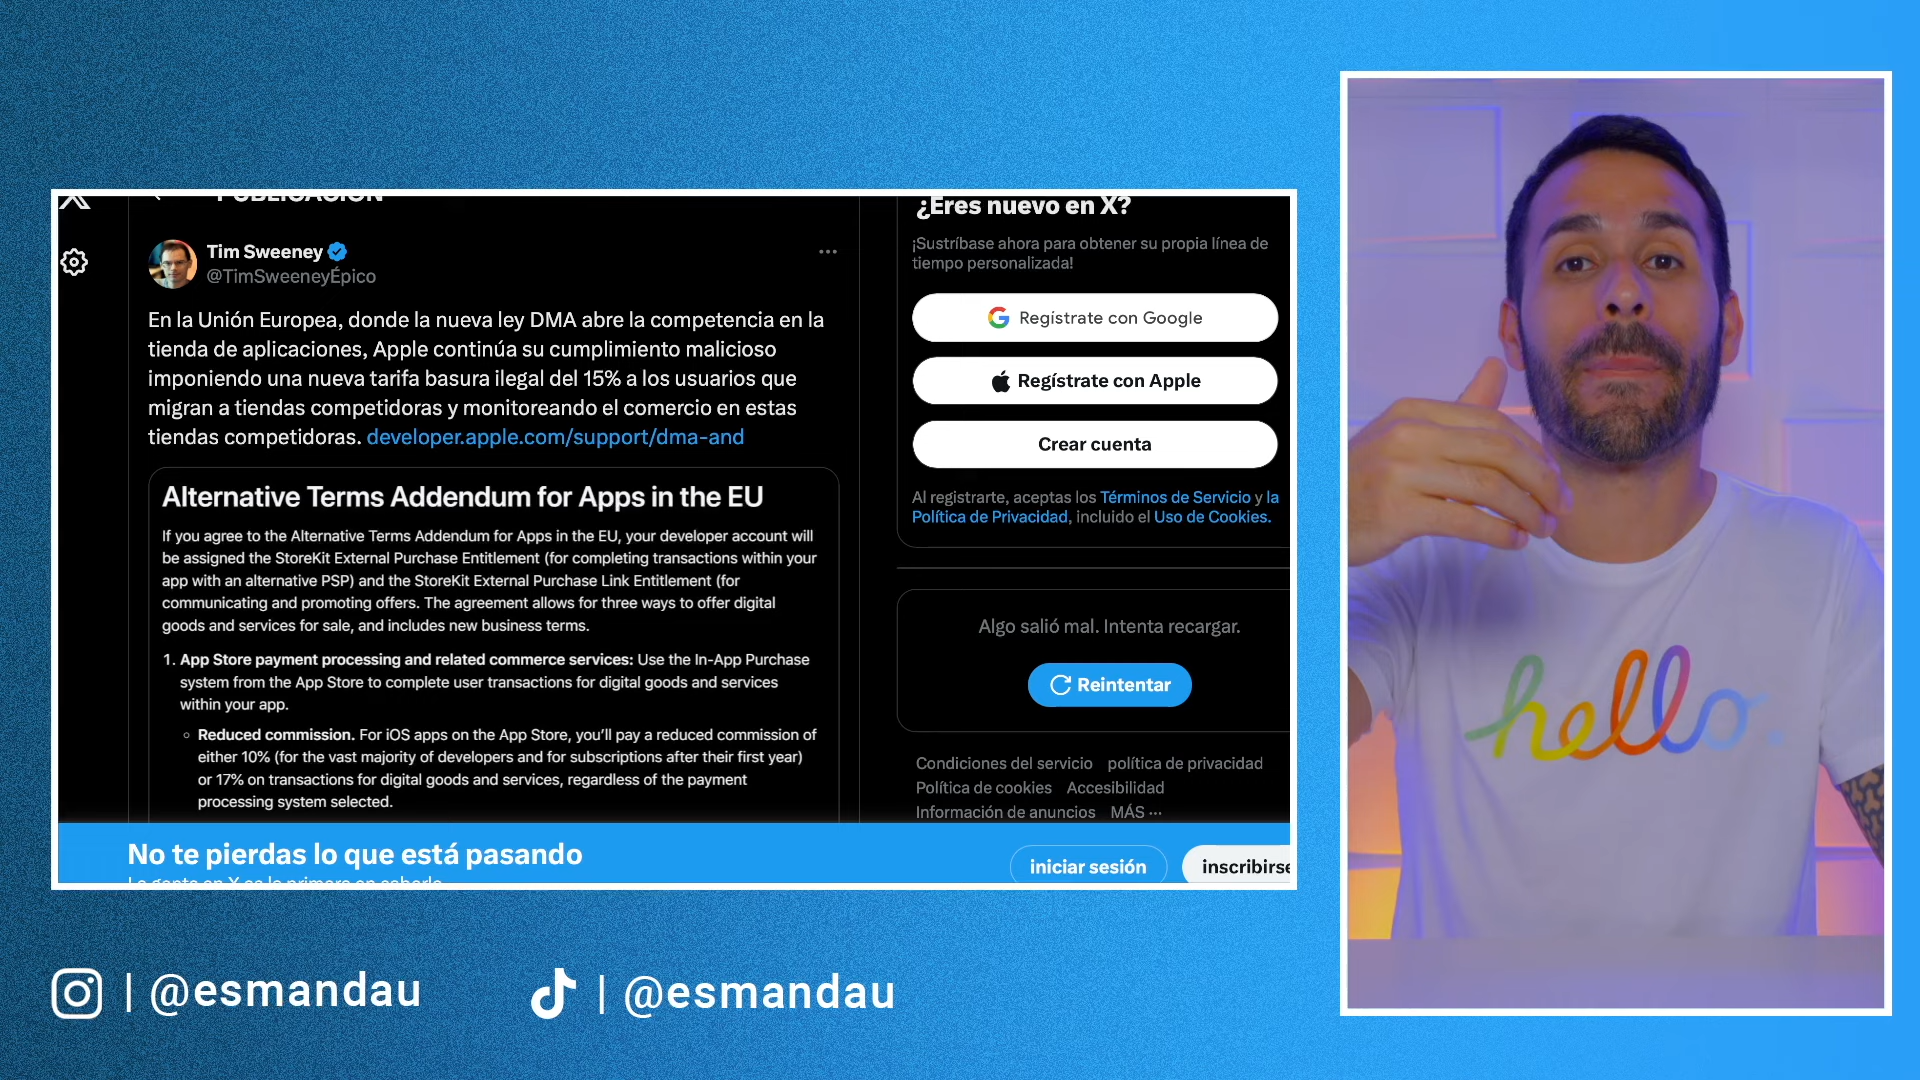 PUBLICACIÓN
Tim Sweeney
@TimSweeneyÉpico
En la Unión Europea, donde la nueva ley DMA abre la competencia en la
tienda de aplicaciones, Apple continúa su cumplimiento malicioso
imponiendo una nueva tarifa basura ilegal del 15% a los usuarios que
migran a tiendas competidoras y monitoreando el comercio en estas
tiendas competidoras. developer.apple.com/support/dma-and
Alternative Terms Addendum for Apps in the EU
If you agree to the Alternative Terms Addendum for Apps in the EU, your developer account will
be assigned the StoreKit External Purchase Entitlement (for completing transactions within your
app with an alternative PSP) and the StoreKit External Purchase Link Entitlement (for
communicating and promoting offers. The agreement allows for three ways to offer digital
goods and services for sale, and includes new business terms.
1. App Store payment processing and related commerce services: Use the In-App Purchase
system from the App Store to complete user transactions for digital goods and services
within your app.
Reduced commission. For iOS apps on the App Store, you'll pay a reduced commission of
either 10% (for the vast majority of developers and for subscriptions after their first year)
or 17% on transactions for digital goods and services, regardless of the payment
processing system selected.
¿Eres nuevo en X?
¡Sustríbase ahora para obtener su propia línea de
tiempo personalizada!
Regístrate con Google
Regístrate con Apple
Crear cuenta
Al registrarte, aceptas los Términos de Servicio y la
Política de Privacidad, incluido el Uso de Cookies.
Algo salió mal. Intenta recargar.
Reintentar
Condiciones del servicio política de privacidad
Política de cookies Accesibilidad
Información de anuncios MÁS ...
No te pierdas lo que está pasando
La gente en X es la primera en saberlo.
iniciar sesión
inscribirse
hello.
| @esmandau
| @esmandau